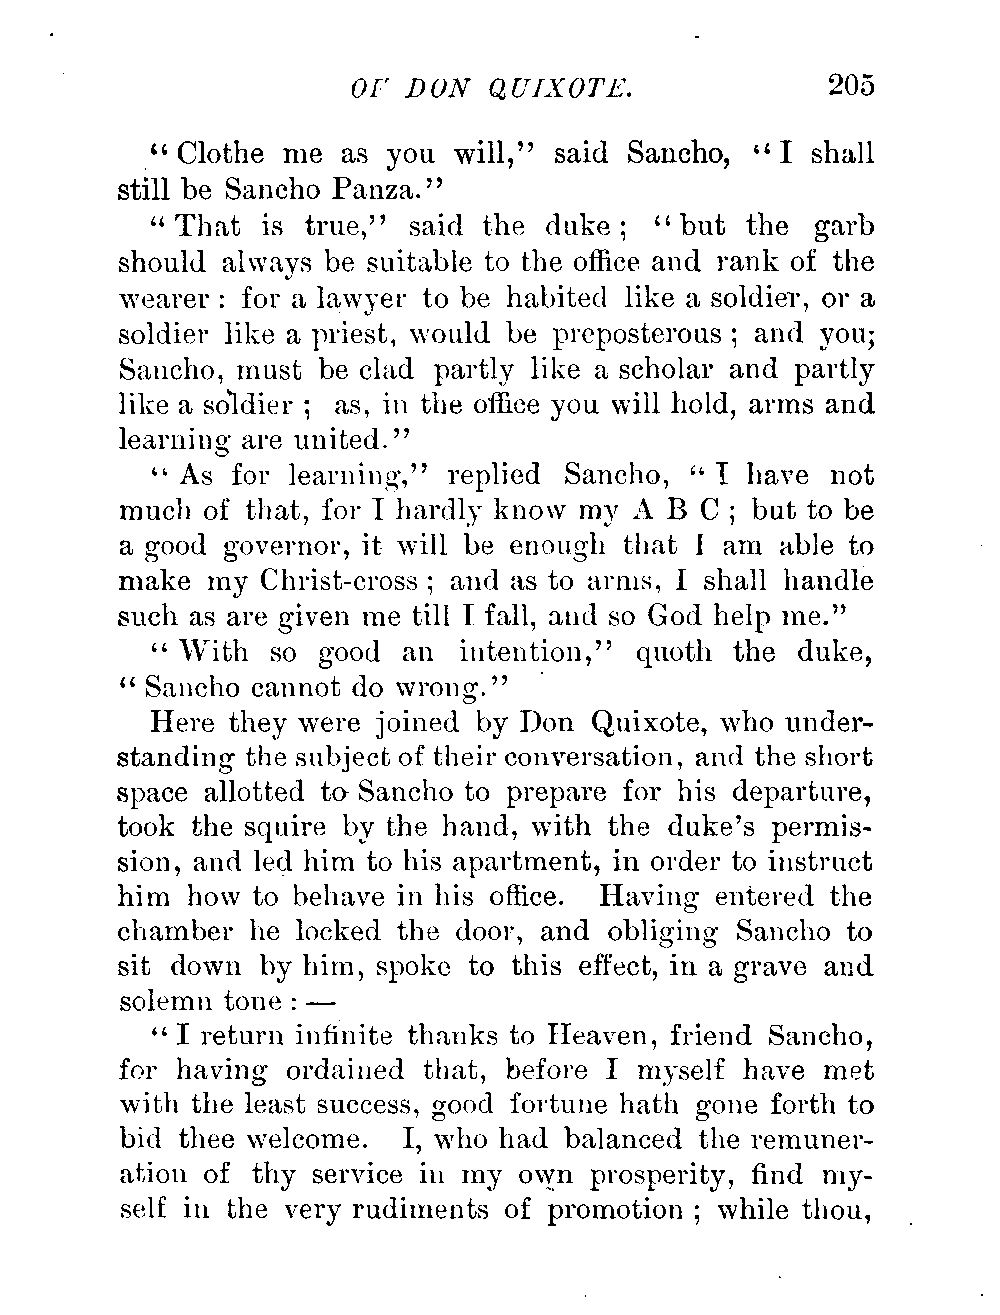 OF DON QUIXOTE. 205
“ Clothe me as you will,” said Sancho, “ I shall
still be Sancho Panza.”
“ That is true,” said the duke ; “ but the garb
should always be suitable to the office and rank of the
wearer : for a lawyer to be habited like a soldier, or a
soldier like a priest, would be preposterous ; and you;
Sancho, must be clad partly like a scholar and partly
like a soldier ; as, in the office you will hold, arms and
learning are united.”
“ As for learning,” replied Sancho, “ I have not
much of that, for I hardly know my A B C ; but to be
a good governor, it will be enough that I am able to
make my Christ-cross ; and as to arms, I shall handle
such as are given me till I fall, and so God help me.”
“ With so good an intention,” quoth the duke,
“ Sancho cannot do wrong.”
Here they were joined by Don Quixote, who under-
standing the subject of their conversation, and the short
space allotted to Sancho to prepare for his departure,
took the squire by the hand, with the duke’s permis-
sion, and led him to his apartment, in order to instruct
him how to behave in his office. Having entered the
chamber he locked the door, and obliging Sancho to
sit down by him, spoke to this effect, in a grave and
solemn tone : —
“ I return infinite thanks to Heaven, friend Sancho,
for having ordained that, before I myself have met
with the least success, good fortune hath gone forth to
bid thee welcome. I, who had balanced the remuner-
ation of thy service in my own prosperity, find my-
self in the very rudiments of promotion ; while thou,